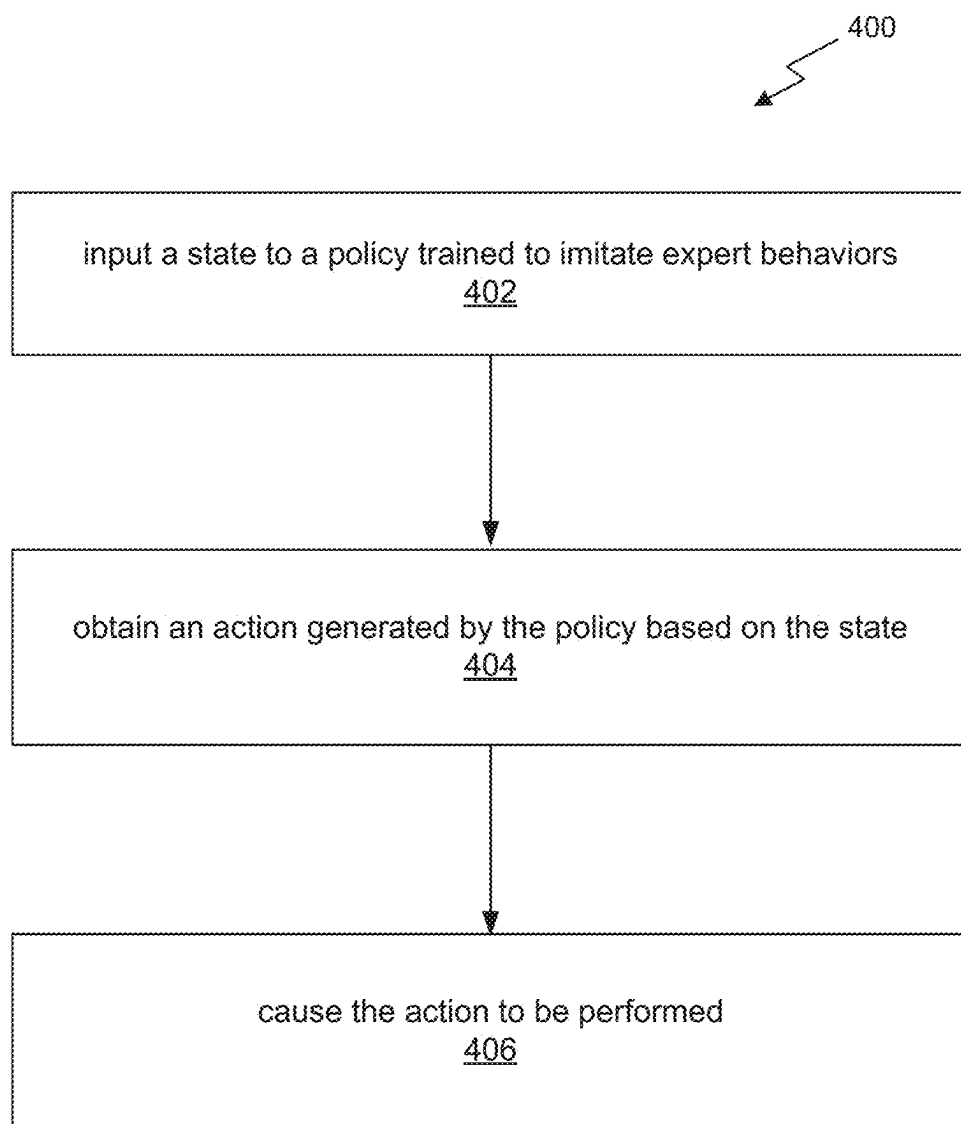 400
input a state to a policy trained to imitate expert behaviors
402
obtain an action generated by the policy based on the state
404
cause the action to be performed
406